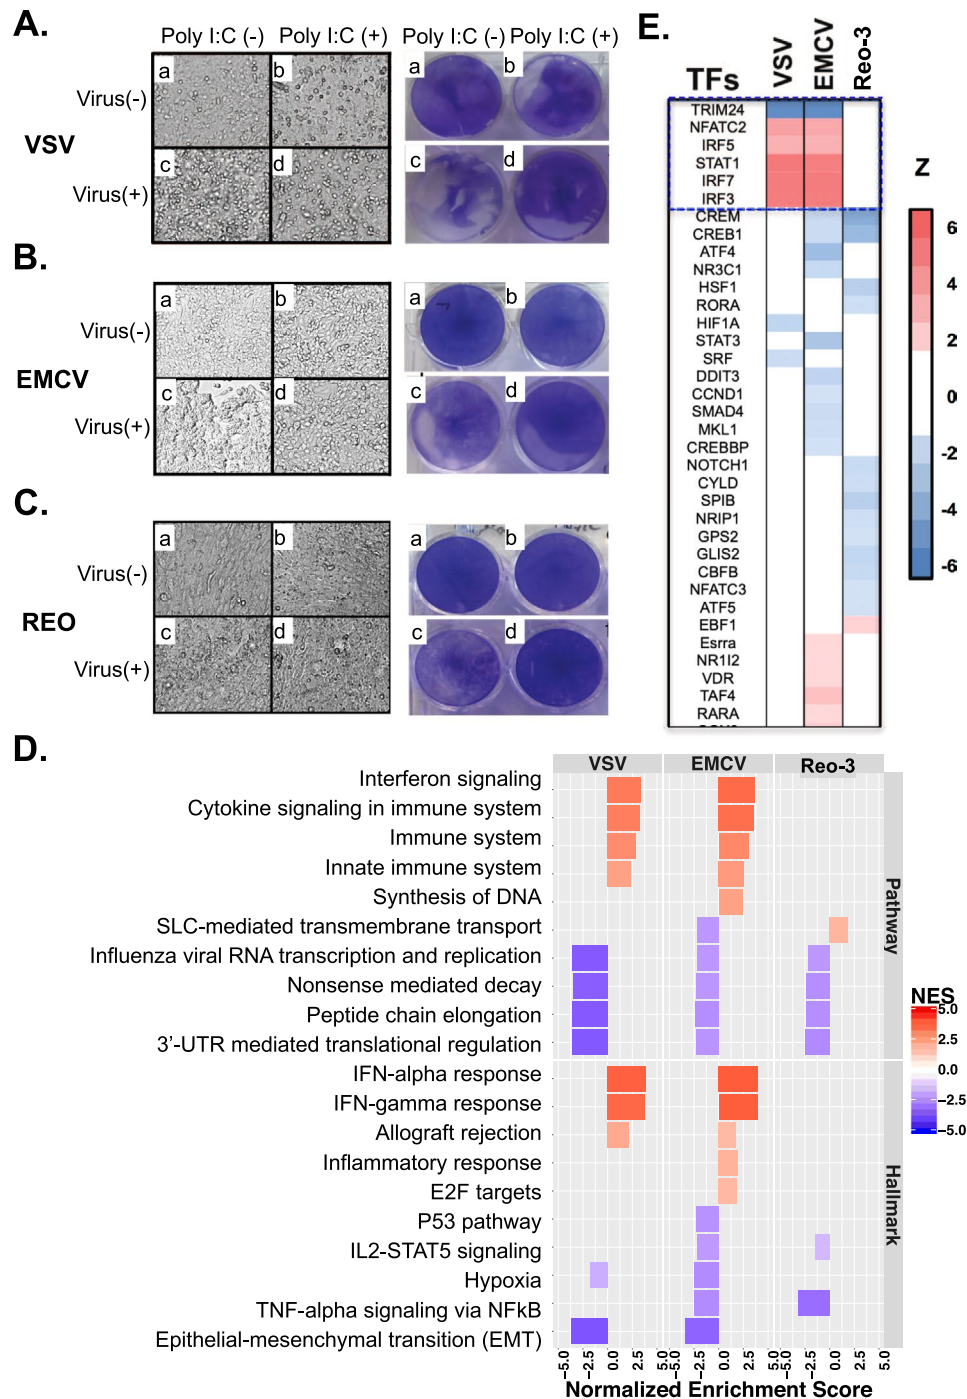 A.
Poly I:C (-) Poly I:C (+) Poly I:C (-) Poly I:C (+)
a b a b
Virus(-)
VSV
c d c d
Virus(+)
B.
a b a b
Virus(-)
EMCV
c d c d
Virus(+)
C.
a b a b
Virus(-)
REO
c d c d
Virus(+)
E.
TFs VSV EMCV Reo-3
TRIM24
NFATC2
IRF5
STAT1
IRF7
IRF3
CREM
CREB1
ATF4
NR3C1
HSF1
RORA
HIF1A
STAT3
SRF
DDIT3
CCND1
SMAD4
MKL1
CREBBP
NOTCH1
CYLD
SPIB
NRIP1
GPS2
GLIS2
CBFB
NFATC3
ATF5
EBF1
Esrra
NR1I2
VDR
TAF4
RARA
Z
6
4
2
0
-2
-4
-6
D.
VSV EMCV Reo-3
Interferon signaling
Cytokine signaling in immune system
Immune system
Innate immune system
Synthesis of DNA
SLC-mediated transmembrane transport
Influenza viral RNA transcription and replication
Nonsense mediated decay
Peptide chain elongation
3'-UTR mediated translational regulation
Pathway
IFN-alpha response
IFN-gamma response
Allograft rejection
Inflammatory response
E2F targets
P53 pathway
IL2-STAT5 signaling
Hypoxia
TNF-alpha signaling via NFkB
Epithelial-mesenchymal transition (EMT)
Hallmark
-5.0 -2.5 0.0 2.5 5.0 -5.0 -2.5 0.0 2.5 5.0 -5.0 -2.5 0.0 2.5 5.0
Normalized Enrichment Score
NES
5.0
2.5
0.0
-2.5
-5.0